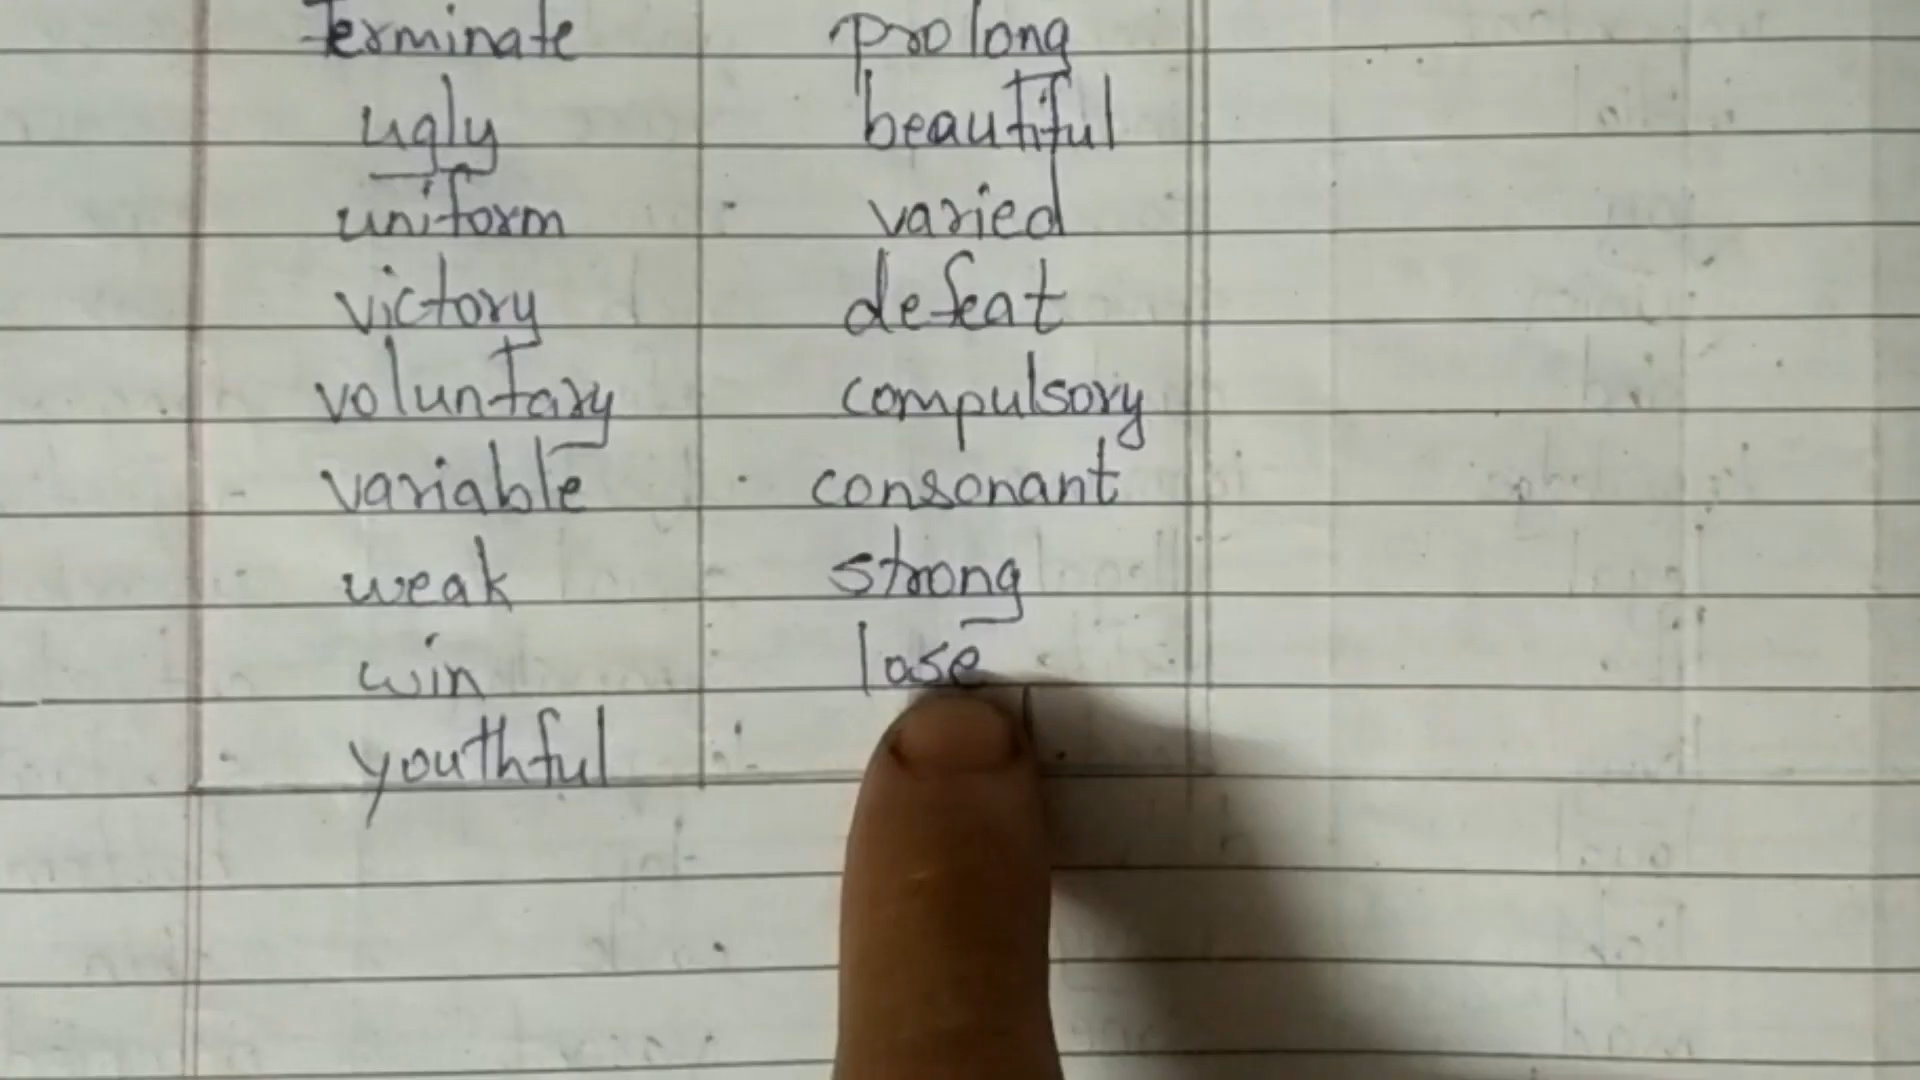 Terminate prolong
ugly beautiful
uniform varied
victory defeat
voluntary compulsory
variable consonant
weak strong
win lose
youthful